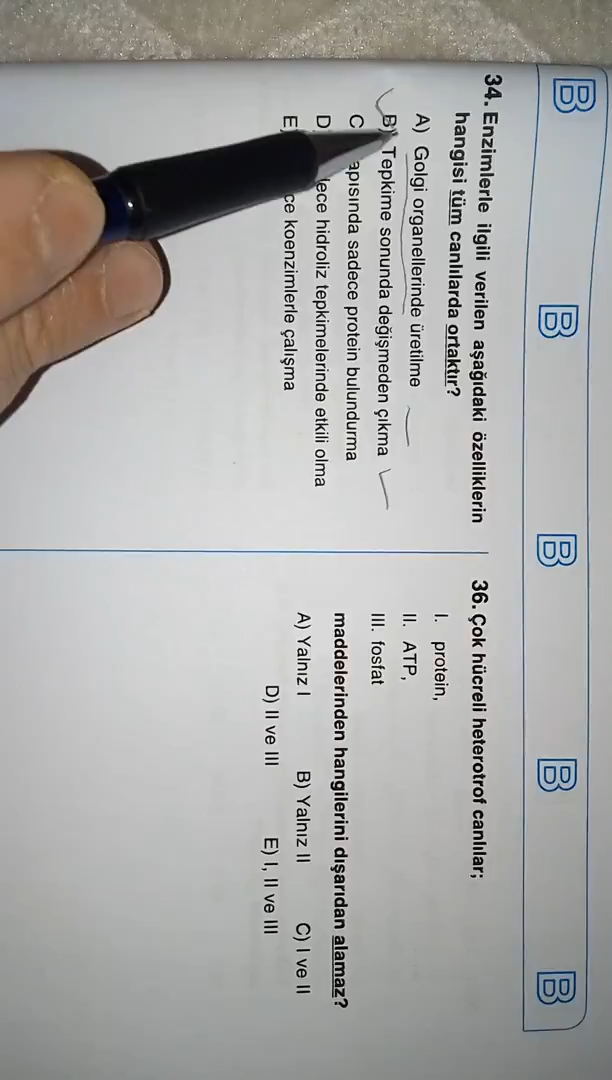 B B B B B
34. Enzimlerle ilgili verilen aşağıdaki özelliklerin
hangisi tüm canlılarda ortaktır?
A) Golgi organellerinde üretilme
B) Tepkime sonunda değişmeden çıkma
C apısında sadece protein bulundurma
D lece hidroliz tepkimelerinde etkili olma
E) ce koenzimlerle çalışma
36. Çok hücreli heterotrof canlılar;
I. protein,
II. ATP,
III. fosfat
maddelerinden hangilerini dışarıdan alamaz?
A) Yalnız I B) Yalnız II C) I ve II
D) II ve III E) I, II ve III